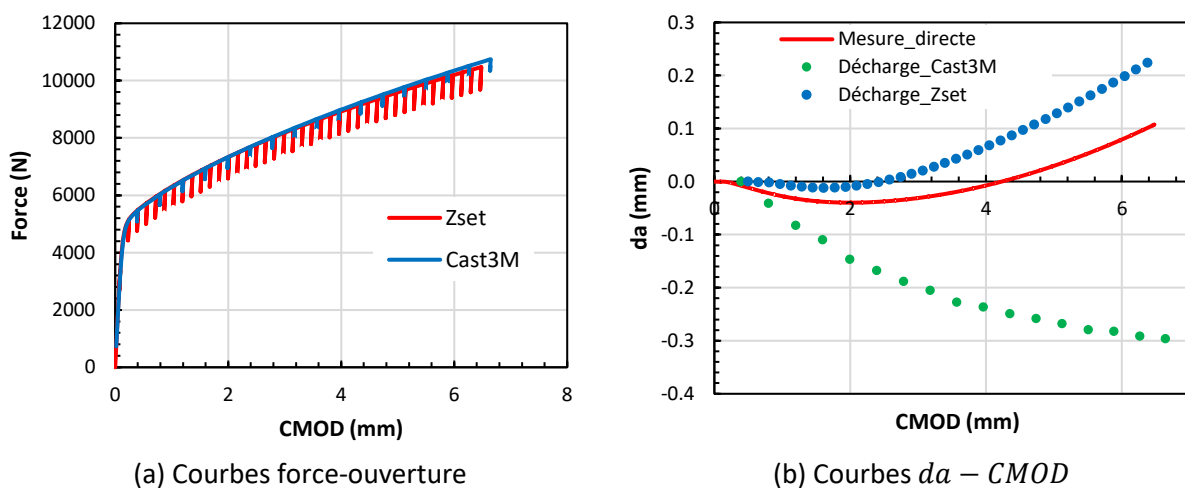 12000
10000
8000
6000
4000
2000
0
Force (N)
Zset
Cast3M
0 2 4 6 8
CMOD (mm)
(a) Courbes force-ouverture
0.3
0.2
0.1
0.0
-0.1
-0.2
-0.3
-0.4
da (mm)
Mesure_directe
Décharge_Cast3M
Décharge_Zset
0 2 4 6
CMOD (mm)
(b) Courbes da − CMOD